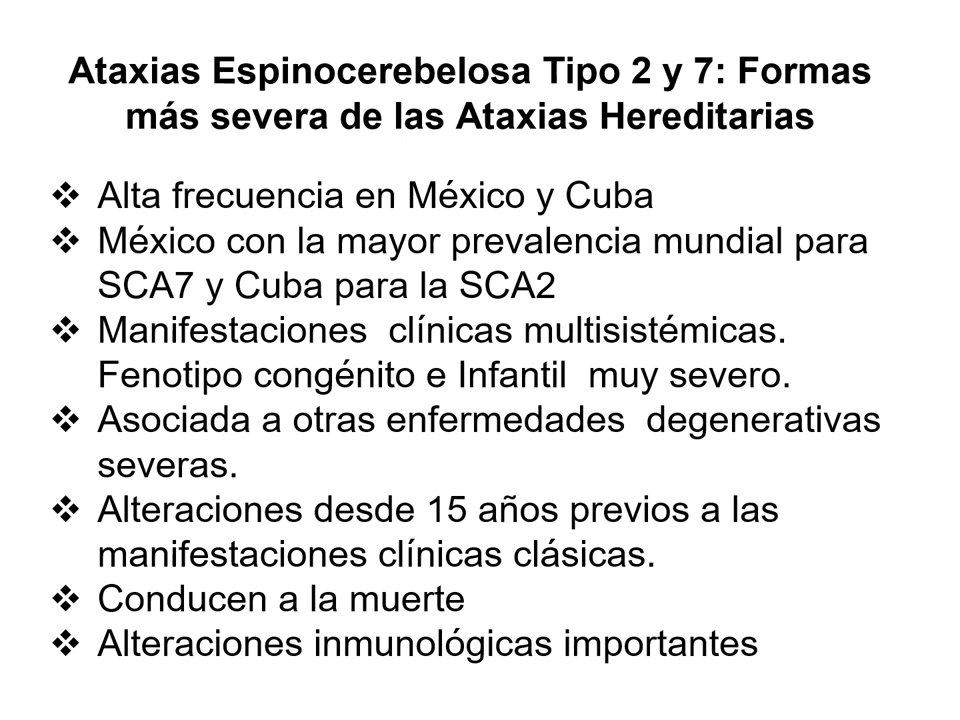 Ataxias Espinocerebelosa Tipo 2 y 7: Formas
más severa de las Ataxias Hereditarias
❖ Alta frecuencia en México y Cuba
❖ México con la mayor prevalencia mundial para
SCA7 y Cuba para la SCA2
❖ Manifestaciones  clínicas multisistémicas.
Fenotipo congénito e Infantil  muy severo.
❖ Asociada a otras enfermedades  degenerativas
severas.
❖ Alteraciones desde 15 años previos a las
manifestaciones clínicas clásicas.
❖ Conducen a la muerte
❖ Alteraciones inmunológicas importantes